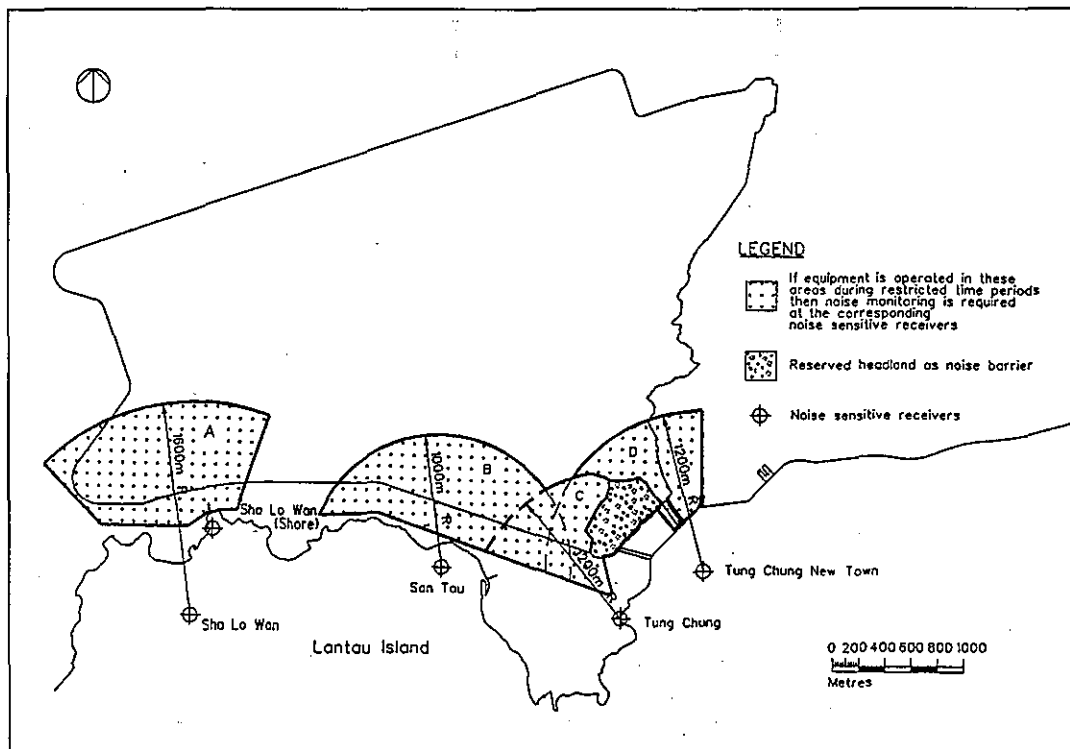 LEGEND
If equipment is operated in these
areas during restricted time periods
then noise monitoring is required
at the corresponding
noise sensitive receivers
Reserved headland as noise barrier
Noise sensitive receivers
A
1600m R
B
1000m R
C
1200m R
D
1200m R
Sha Lo Wan
(Shore)
San Tau
Tung Chung New Town
Sha Lo Wan
Tung Chung
Lantau Island
0 200 400 600 800 1000
Metres